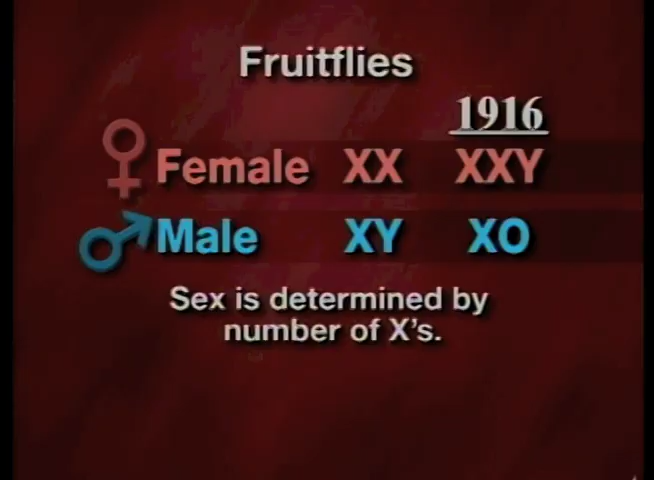 Fruitflies
1916
Female XX XXY
Male XY XO
Sex is determined by
number of X's.